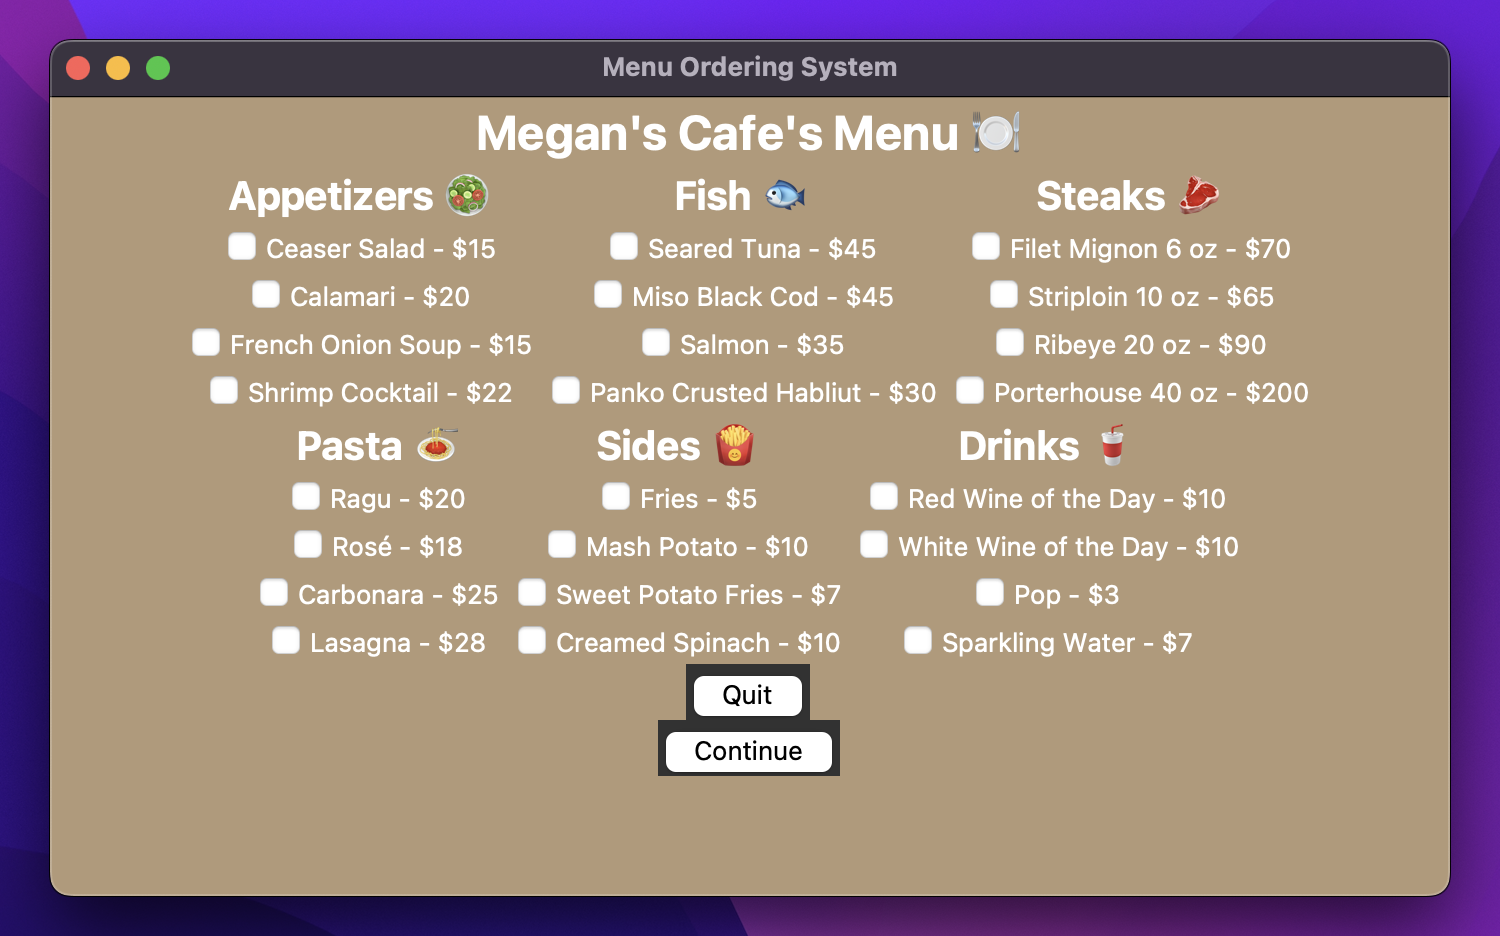 Menu Ordering System
Megan's Cafe's Menu 🍽️
Appetizers 🥗 Fish 🐟 Steaks 🥩
Ceaser Salad - $15 Seared Tuna - $45 Filet Mignon 6 oz - $70
Calamari - $20 Miso Black Cod - $45 Striploin 10 oz - $65
French Onion Soup - $15 Salmon - $35 Ribeye 20 oz - $90
Shrimp Cocktail - $22 Panko Crusted Habliut - $30 Porterhouse 40 oz - $200
Pasta 🍝 Sides 🍟 Drinks 🥤
Ragu - $20 Fries - $5 Red Wine of the Day - $10
Rosé - $18 Mash Potato - $10 White Wine of the Day - $10
Carbonara - $25 Sweet Potato Fries - $7 Pop - $3
Lasagna - $28 Creamed Spinach - $10 Sparkling Water - $7
Quit
Continue